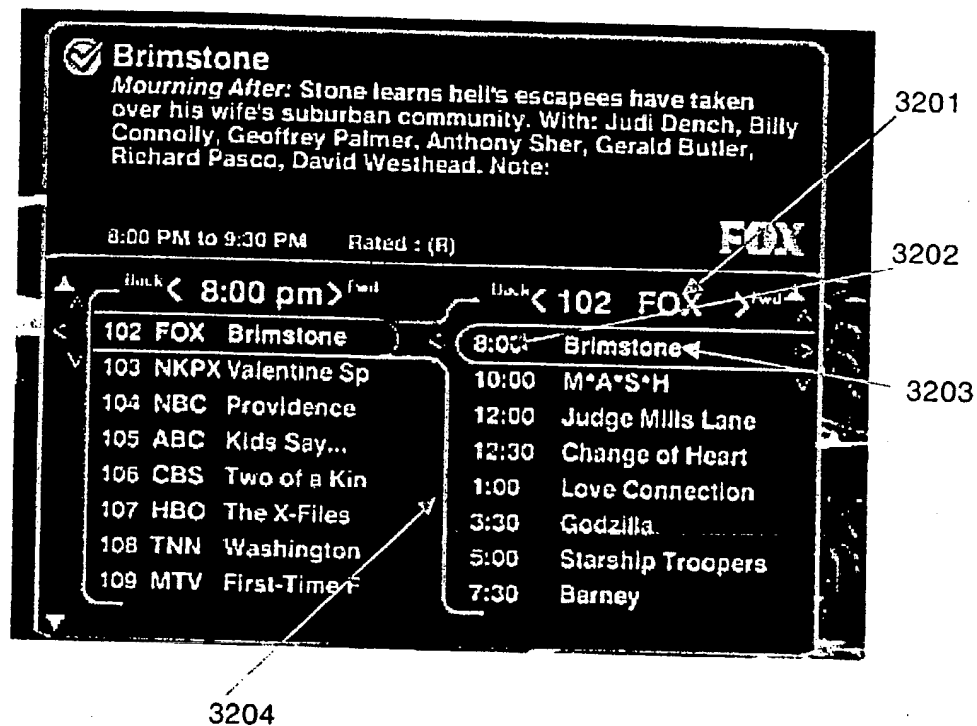 Brimstone
Mourning After: Stone learns hell's escapees have taken
over his wife's suburban community. With: Judi Dench, Billy
Connolly, Geoffrey Palmer, Anthony Sher, Gerald Butler,
Richard Pasco, David Westhead. Note:
8:00 PM to 9:30 PM Rated : (R)
FOX
3201
3202
3203
Back < 8:00 pm > Fwd
102 FOX Brimstone
103 NKPX Valentine Sp
104 NBC Providence
105 ABC Kids Say...
106 CBS Two of a Kin
107 HBO The X-Files
108 TNN Washington
109 MTV First-Time F
Back < 102 FOX > Fwd
8:00 Brimstone
10:00 M*A*S*H
12:00 Judge Mills Lane
12:30 Change of Heart
1:00 Love Connection
3:30 Godzilla
5:00 Starship Troopers
7:30 Barney
3204